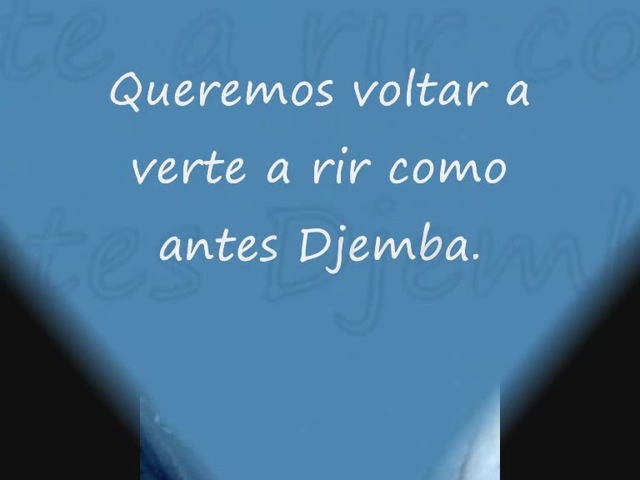 Queremos voltar a
verte a rir como
antes Djemba.